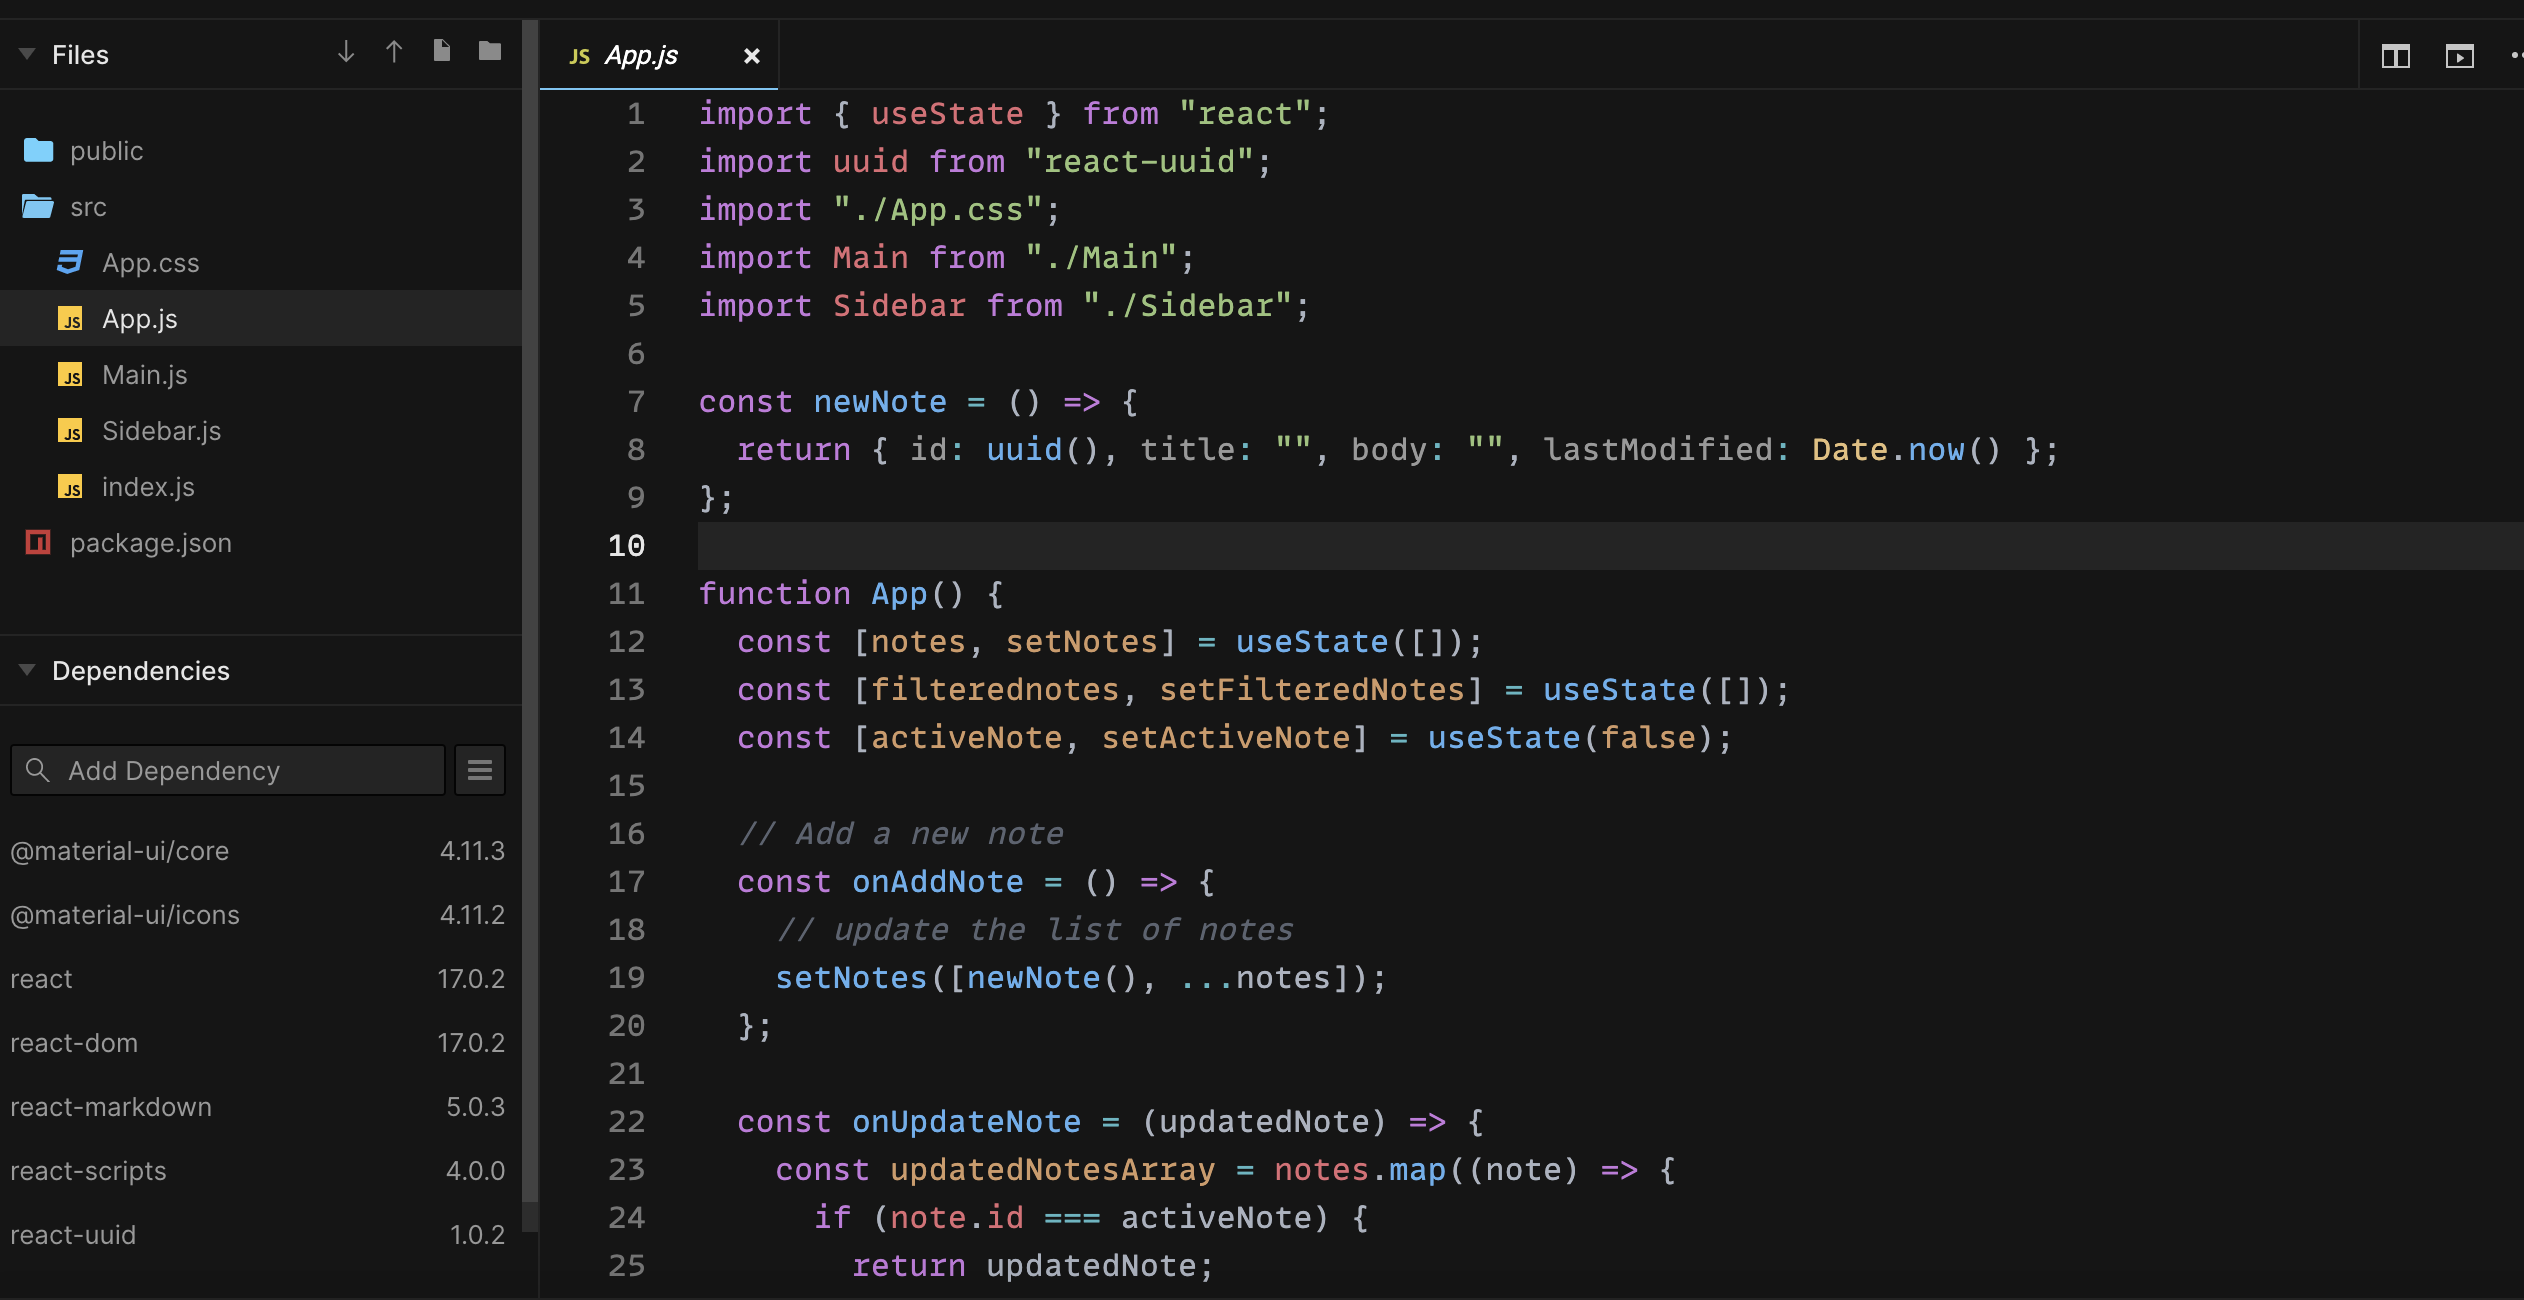 Files
public
src
App.css
JS App.js
JS Main.js
JS Sidebar.js
JS index.js
package.json
Dependencies
Add Dependency
@material-ui/core 4.11.3
@material-ui/icons 4.11.2
react 17.0.2
react-dom 17.0.2
react-markdown 5.0.3
react-scripts 4.0.0
react-uuid 1.0.2
JS App.js
1 import { useState } from "react";
2 import uuid from "react-uuid";
3 import "./App.css";
4 import Main from "./Main";
5 import Sidebar from "./Sidebar";
6
7 const newNote = () => {
8   return { id: uuid(), title: "", body: "", lastModified: Date.now() };
9 };
10
11 function App() {
12   const [notes, setNotes] = useState([]);
13   const [filterednotes, setFilteredNotes] = useState([]);
14   const [activeNote, setActiveNote] = useState(false);
15
16   // Add a new note
17   const onAddNote = () => {
18     // update the list of notes
19     setNotes([newNote(), ...notes]);
20   };
21
22   const onUpdateNote = (updatedNote) => {
23     const updatedNotesArray = notes.map((note) => {
24       if (note.id === activeNote) {
25         return updatedNote;